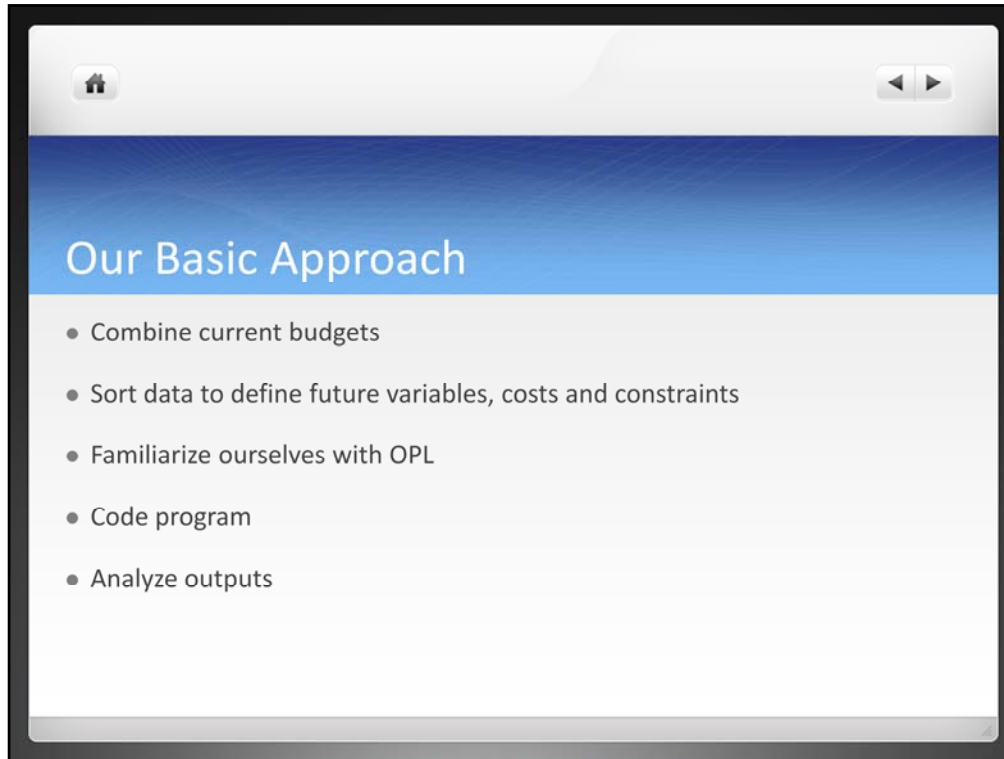 Our Basic Approach
• Combine current budgets
• Sort data to define future variables, costs and constraints
• Familiarize ourselves with OPL
• Code program
• Analyze outputs